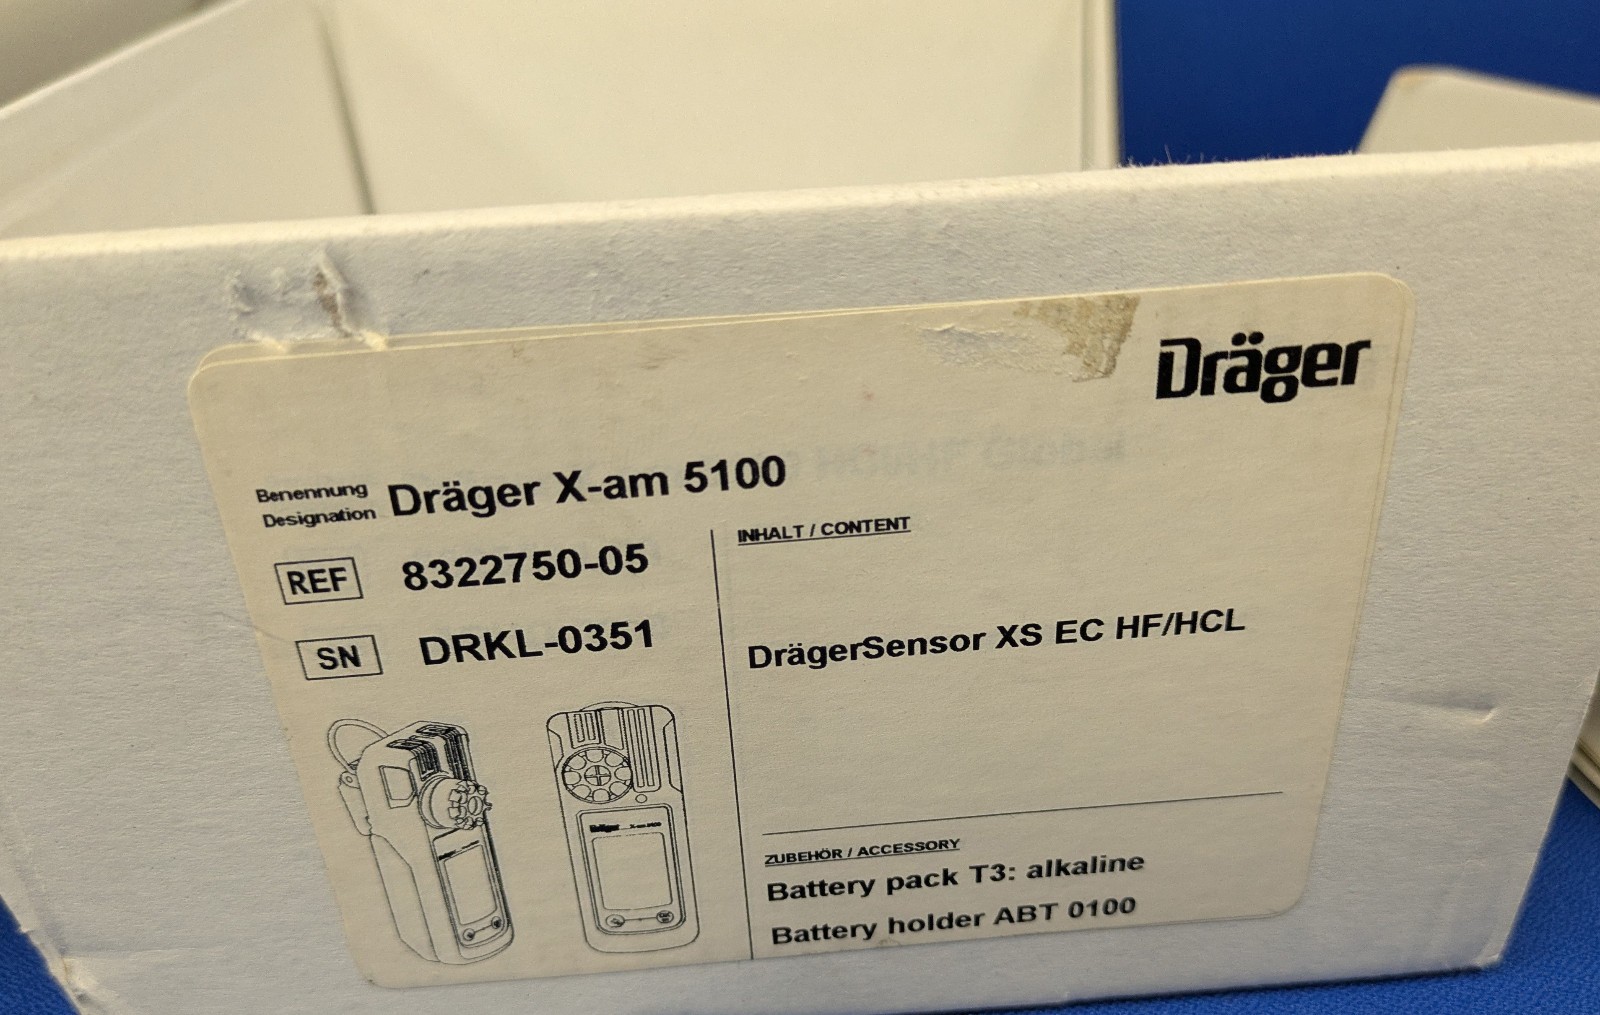 Dräger
Benennung
Designation
Dräger X-am 5100
REF 8322750-05
SN DRKL-0351
INHALT / CONTENT
DrägerSensor XS EC HF/HCL
ZUBEHÖR / ACCESSORY
Battery pack T3: alkaline
Battery holder ABT 0100
Dräger